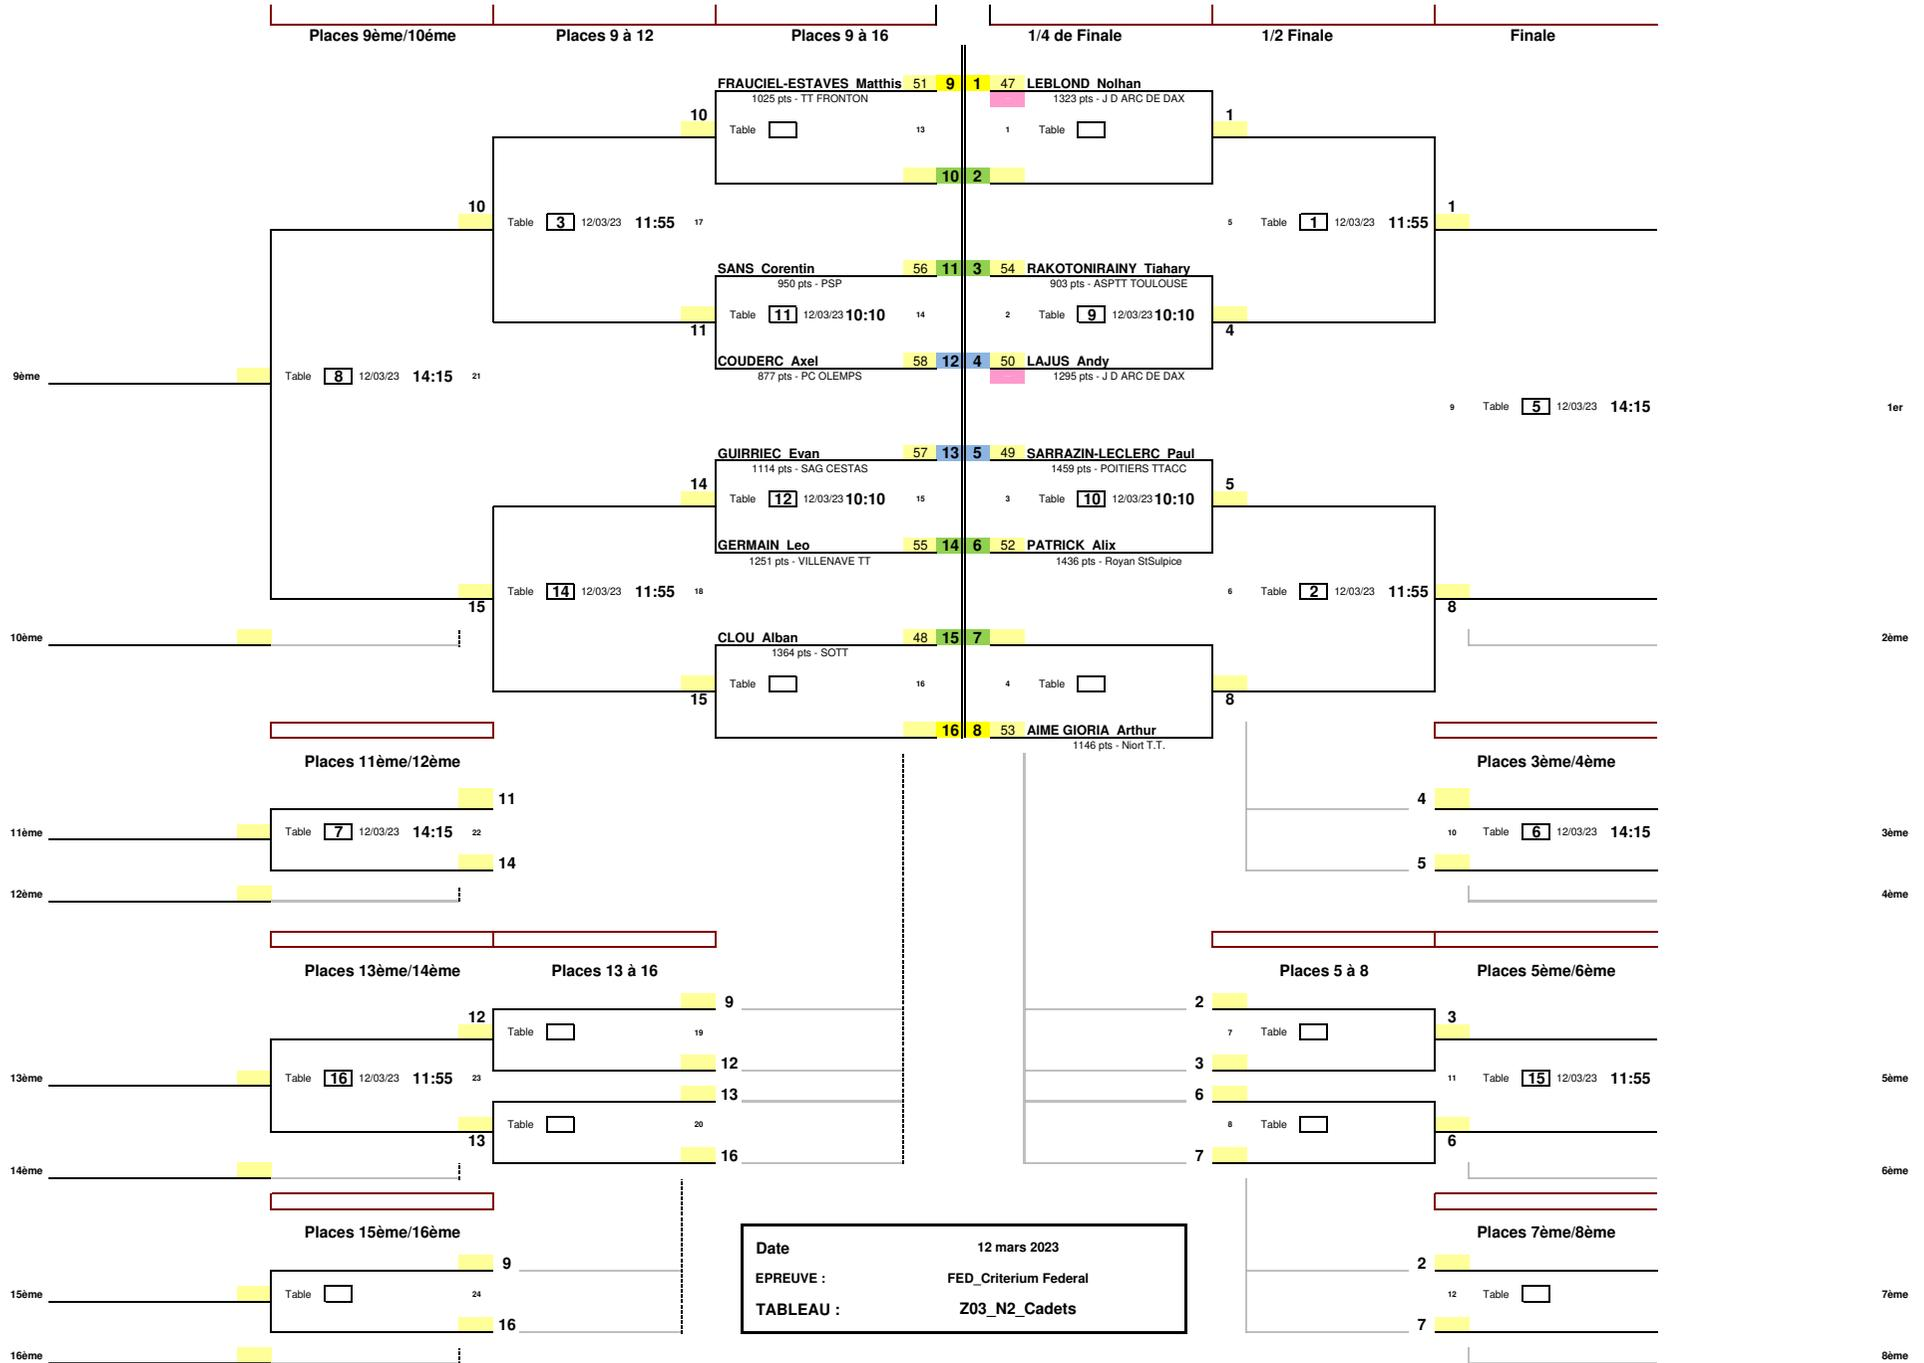 Places 9ème/10éme Places 9 à 12 Places 9 à 16 1/4 de Finale 1/2 Finale Finale
FRAUCIEL-ESTAVES Matthis 51 9 1 47 LEBLOND Nolhan
1025 pts - TT FRONTON 1323 pts - J D ARC DE DAX
10 1
Table 13 1 Table
10 2
10 1
Table 3 12/03/23 11:55 17 5 Table 1 12/03/23 11:55
SANS Corentin 56 11 3 54 RAKOTONIRAINY Tiahary
950 pts - PSP 903 pts - ASPTT TOULOUSE
Table 11 12/03/23 10:10 14 2 Table 9 12/03/23 10:10
11 4
COUDERC Axel 58 12 4 50 LAJUS Andy
877 pts - PC OLEMPS 1295 pts - J D ARC DE DAX
9ème Table 8 12/03/23 14:15 21
9 Table 5 12/03/23 14:15 1er
GUIRRIEC Evan 57 13 5 49 SARRAZIN-LECLERC Paul
1114 pts - SAG CESTAS 1459 pts - POITIERS TTACC
14 5
Table 12 12/03/23 10:10 15 3 Table 10 12/03/23 10:10
GERMAIN Leo 55 14 6 52 PATRICK Alix
1251 pts - VILLENAVE TT 1436 pts - Royan StSulpice
Table 14 12/03/23 11:55 18 6 Table 2 12/03/23 11:55
15 8
10ème CLOU Alban 48 15 7 2ème
1364 pts - SOTT
Table 16 4 Table
15 8
16 8 53 AIME GIORIA Arthur
1146 pts - Niort T.T.
Places 11ème/12ème Places 3ème/4ème
11 4
11ème Table 7 12/03/23 14:15 22 10 Table 6 12/03/23 14:15 3ème
14 5
12ème 4ème
Places 13ème/14ème Places 13 à 16 Places 5 à 8 Places 5ème/6ème
9 2
12 3
Table 19 7 Table
12 3
13ème Table 16 12/03/23 11:55 23 11 Table 15 12/03/23 11:55 5ème
13 6
Table 20 8 Table
13 6
16 7
14ème 6ème
Places 15ème/16ème Places 7ème/8ème
Date 12 mars 2023
9 2
EPREUVE : FED_Criterium Federal
15ème Table 24 12 Table 7ème
TABLEAU : Z03_N2_Cadets
16 7
16ème 8ème